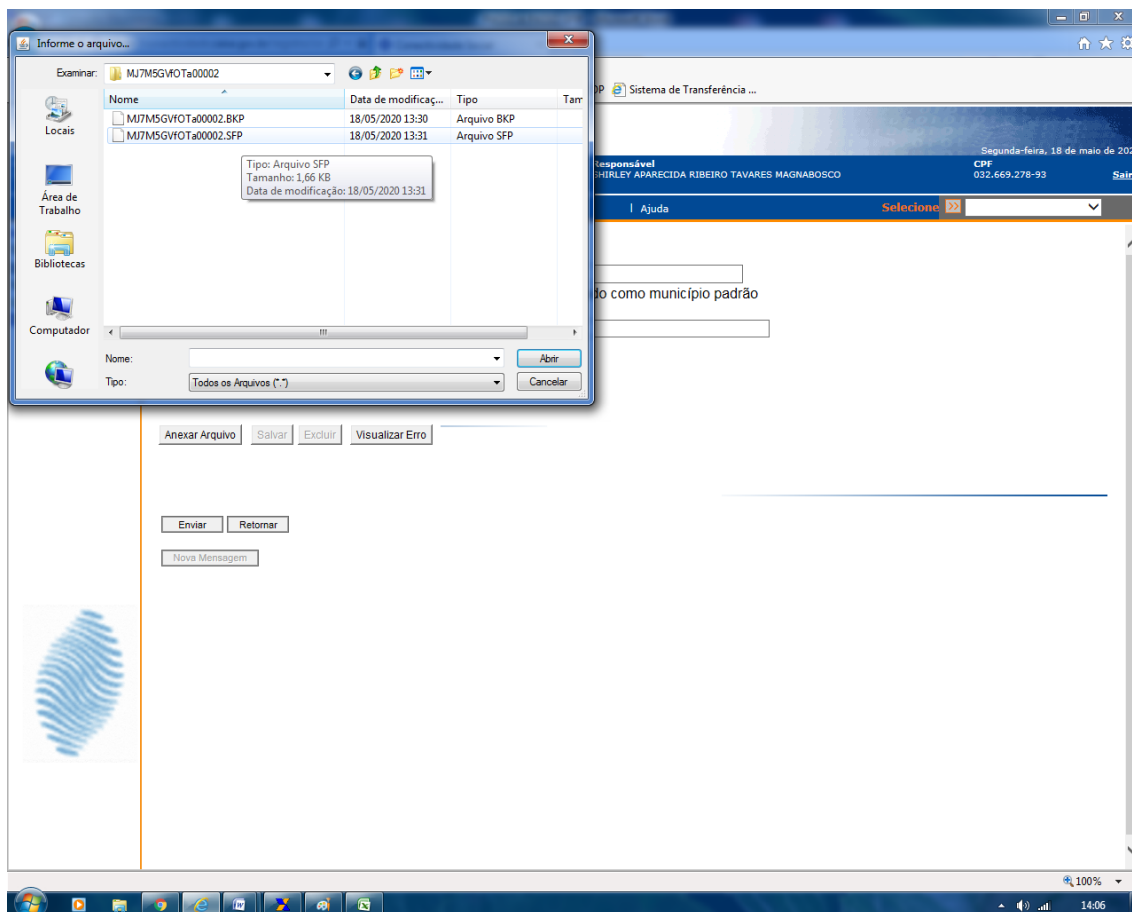 Informe o arquivo...
Examinar: MJ7M5GVfOTa00002
Nome Data de modificaç... Tipo Tam
MJ7M5GVfOTa00002.BKP 18/05/2020 13:30 Arquivo BKP
MJ7M5GVfOTa00002.SFP 18/05/2020 13:31 Arquivo SFP
Tipo: Arquivo SFP
Tamanho: 1,66 KB
Data de modificação: 18/05/2020 13:31
Locais
Área de
Trabalho
Bibliotecas
Computador
Nome:
Abrir
Tipo: Todos os Arquivos (*.*)
Cancelar
Sistema de Transferência ...
Segunda-feira, 18 de maio de 202
Responsável CPF
SHIRLEY APARECIDA RIBEIRO TAVARES MAGNABOSCO 032.669.278-93 Sair
| Ajuda Selecione
do como município padrão
Anexar Arquivo Salvar Excluir Visualizar Erro
Enviar Retornar
Nova Mensagem
100%
14:06